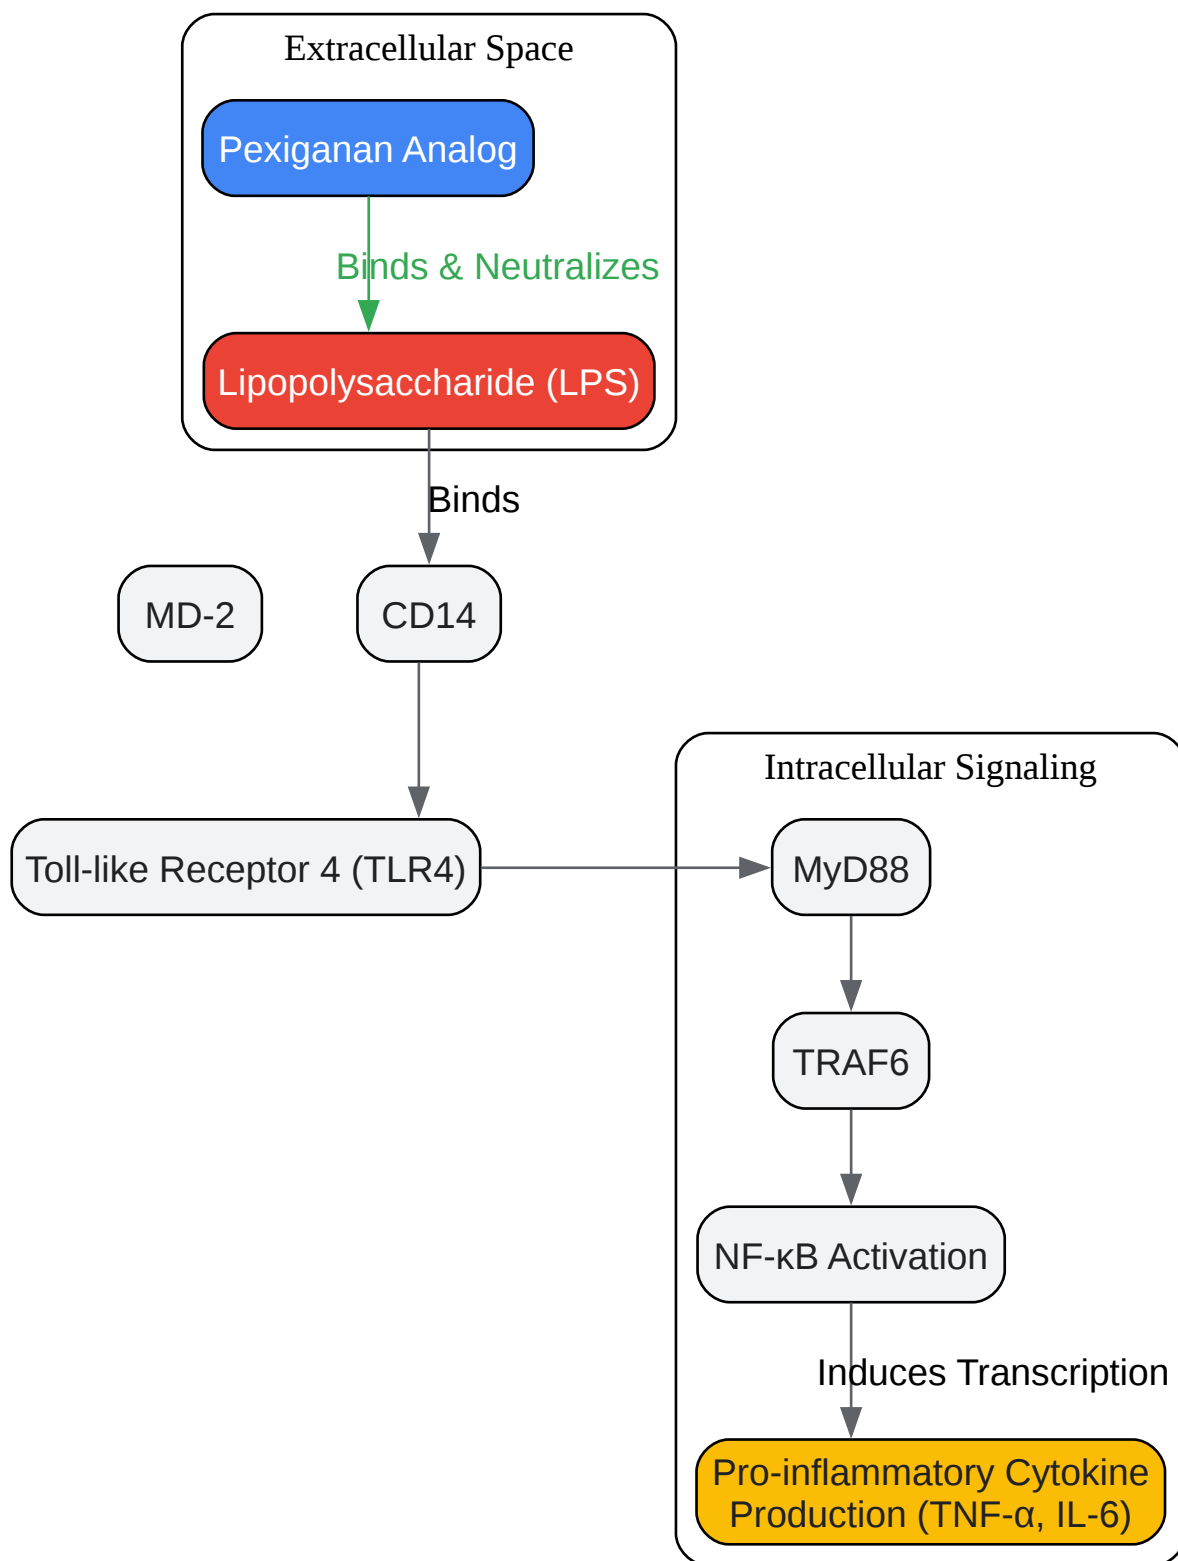 Extracellular Space
Pexiganan Analog
Binds & Neutralizes
Lipopolysaccharide (LPS)
Binds
MD-2
CD14
Intracellular Signaling
Toll-like Receptor 4 (TLR4)
MyD88
TRAF6
NF-κB Activation
Induces Transcription
Pro-inflammatory Cytokine
Production (TNF-α, IL-6)